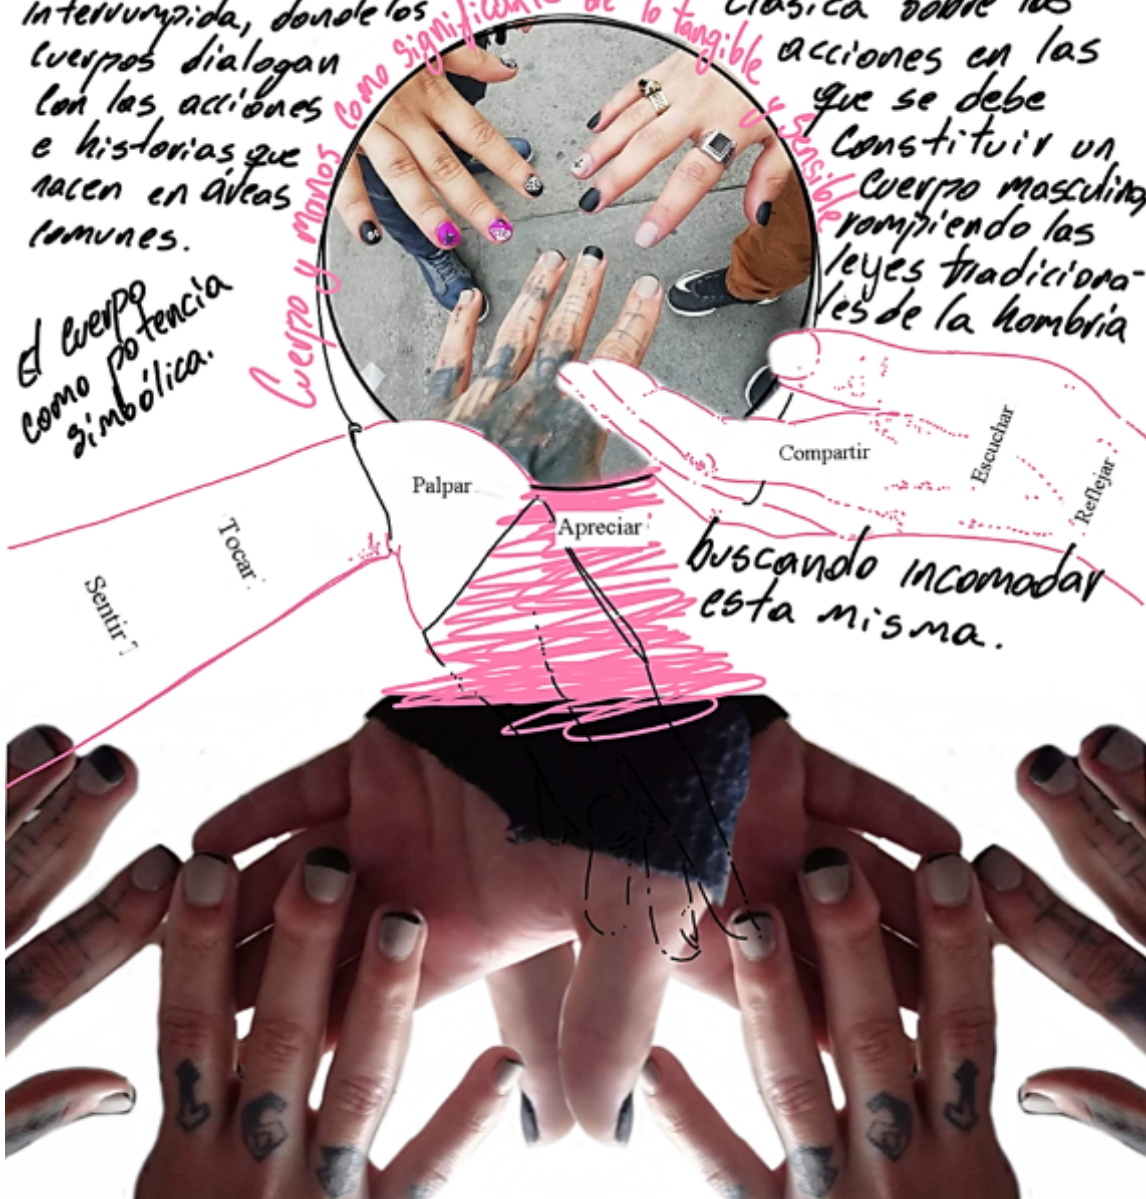 interrumpida, donde los
cuerpos dialogan
con las acciones
e historias que
nacen en áreas
comunes.
El cuerpo
como potencia
simbólica.
Cuerpo y manos como significante de lo tangible y sensible
clásica sobre las
acciones en las
que se debe
constituir un
cuerpo masculino
rompiendo las
leyes tradiciona-
les de la hombria
buscando incomodar
esta misma.
Palpar
Apreciar
Compartir
Escuchar
Reflejar
Tocar
Sentir